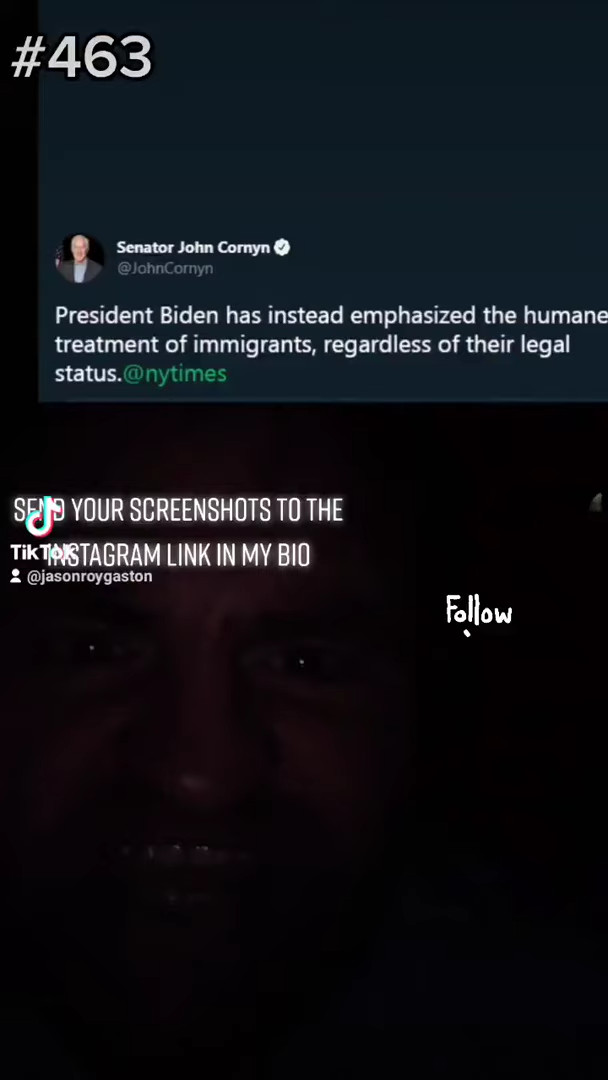 #463
Senator John Cornyn
@JohnCornyn
President Biden has instead emphasized the humane
treatment of immigrants, regardless of their legal
status.@nytimes
SEND YOUR SCREENSHOTS TO THE
INSTAGRAM LINK IN MY BIO
TikTok
@jasonroygaston
Follow